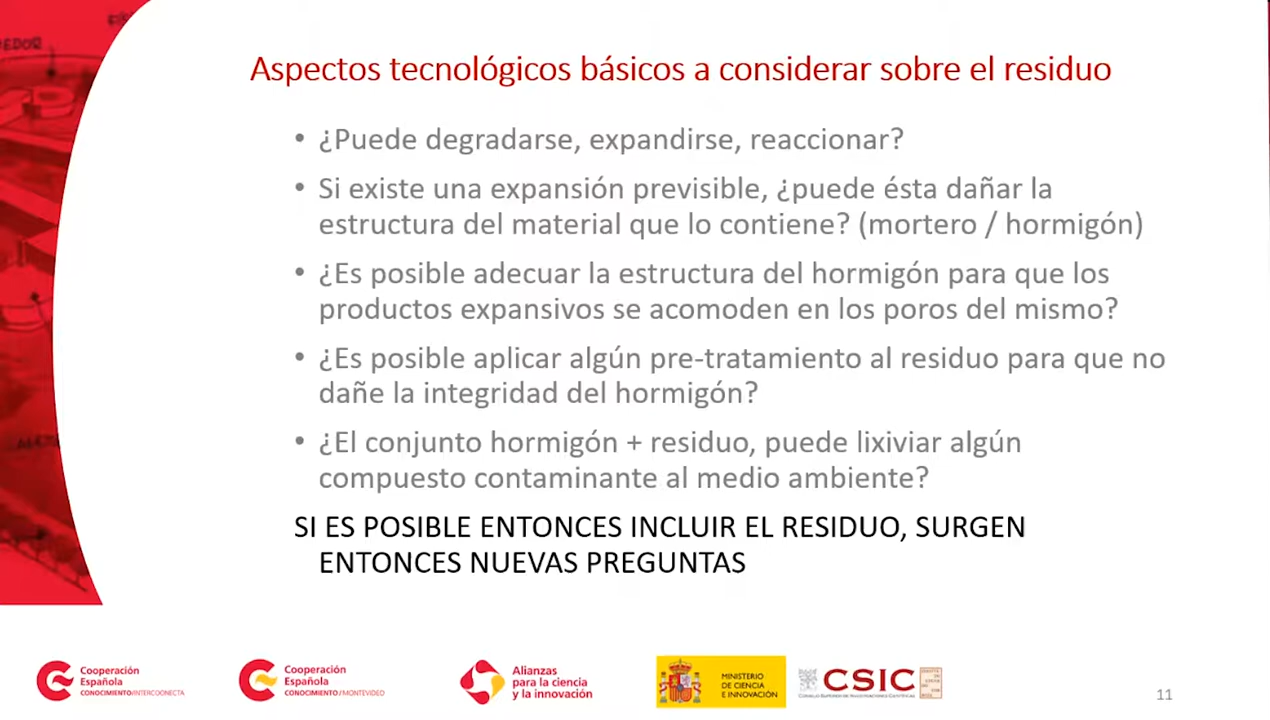 Aspectos tecnológicos básicos a considerar sobre el residuo
• ¿Puede degradarse, expandirse, reaccionar?
• Si existe una expansión previsible, ¿puede ésta dañar la
estructura del material que lo contiene? (mortero / hormigón)
• ¿Es posible adecuar la estructura del hormigón para que los
productos expansivos se acomoden en los poros del mismo?
• ¿Es posible aplicar algún pre-tratamiento al residuo para que no
dañe la integridad del hormigón?
• ¿El conjunto hormigón + residuo, puede lixiviar algún
compuesto contaminante al medio ambiente?
SI ES POSIBLE ENTONCES INCLUIR EL RESIDUO, SURGEN
ENTONCES NUEVAS PREGUNTAS
Cooperación
Española
CONOCIMIENTO/INTERCOONECTA
Cooperación
Española
CONOCIMIENTO/MONTEVIDEO
Alianzas
para la ciencia
y la innovación
MINISTERIO
DE CIENCIA
E INNOVACIÓN
CSIC
CONSEJO SUPERIOR DE INVESTIGACIONES CIENTÍFICAS
11